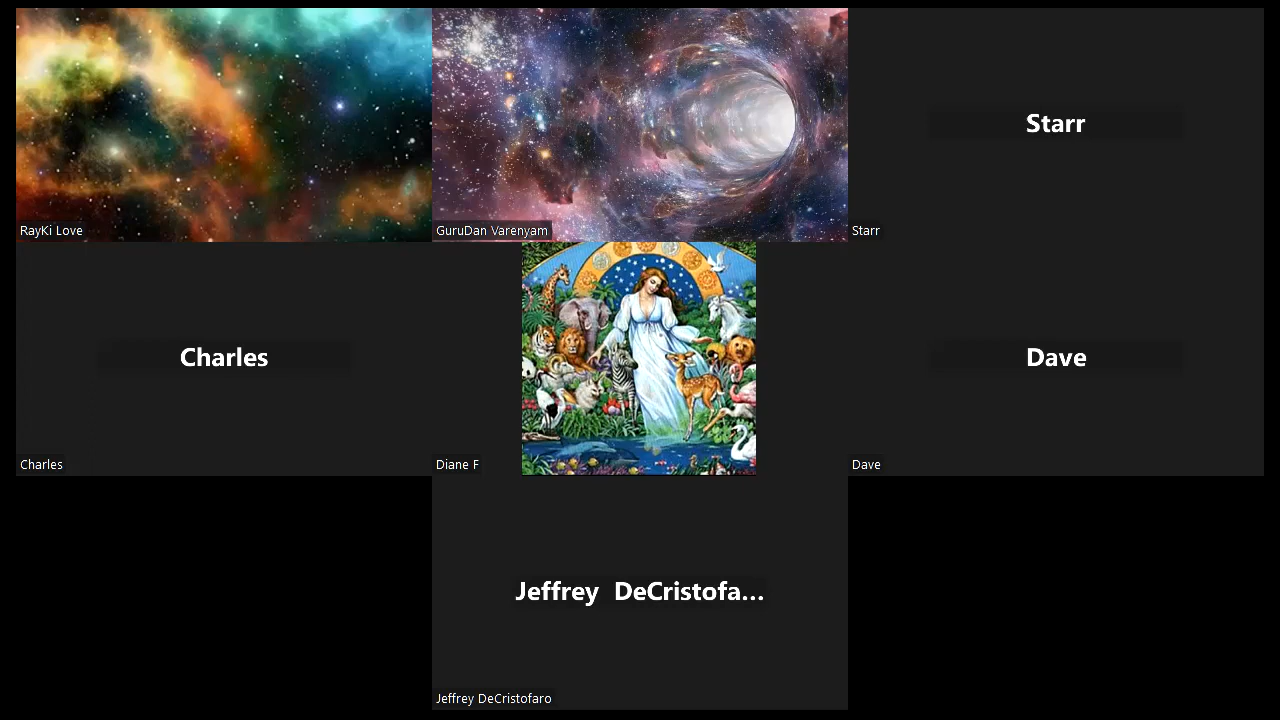 RayKi Love
GuruDan Varenyam
Starr
Starr
Charles
Charles
Diane F
Dave
Dave
Jeffrey DeCristofa...
Jeffrey DeCristofaro